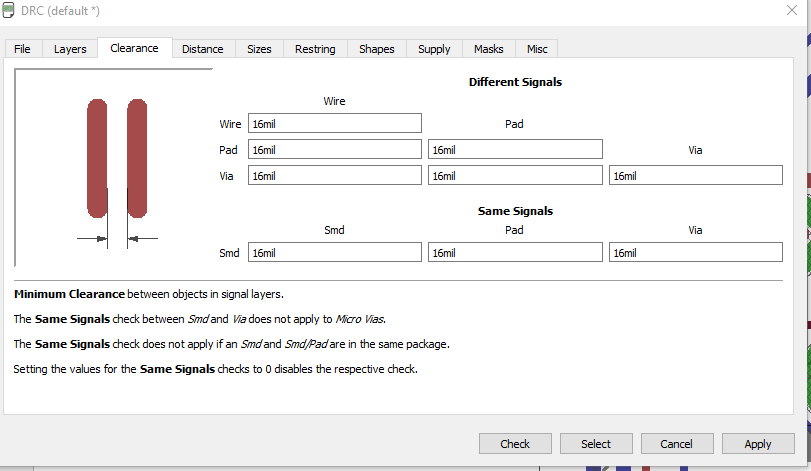 DRC (default *)
File Layers Clearance Distance Sizes Restring Shapes Supply Masks Misc
Different Signals
Wire
Wire 16mil Pad
Pad 16mil 16mil Via
Via 16mil 16mil 16mil
Same Signals
Smd Pad Via
Smd 16mil 16mil 16mil
Minimum Clearance between objects in signal layers.
The Same Signals check between Smd and Via does not apply to Micro Vias.
The Same Signals check does not apply if an Smd and Smd/Pad are in the same package.
Setting the values for the Same Signals checks to 0 disables the respective check.
Check Select Cancel Apply